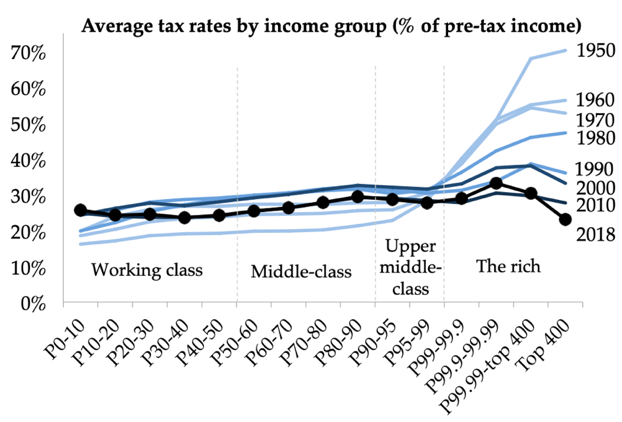 Average tax rates by income group (% of pre-tax income)
70%
60%
50%
40%
30%
20%
10%
0%
1950
1960
1970
1980
1990
2000
2010
2018
Working class
Middle-class
Upper
middle-
class
The rich
P0-10
P10-20
P20-30
P30-40
P40-50
P50-60
P60-70
P70-80
P80-90
P90-95
P95-99
P99-99.9
P99.9-99.99
P99.99-top 400
Top 400